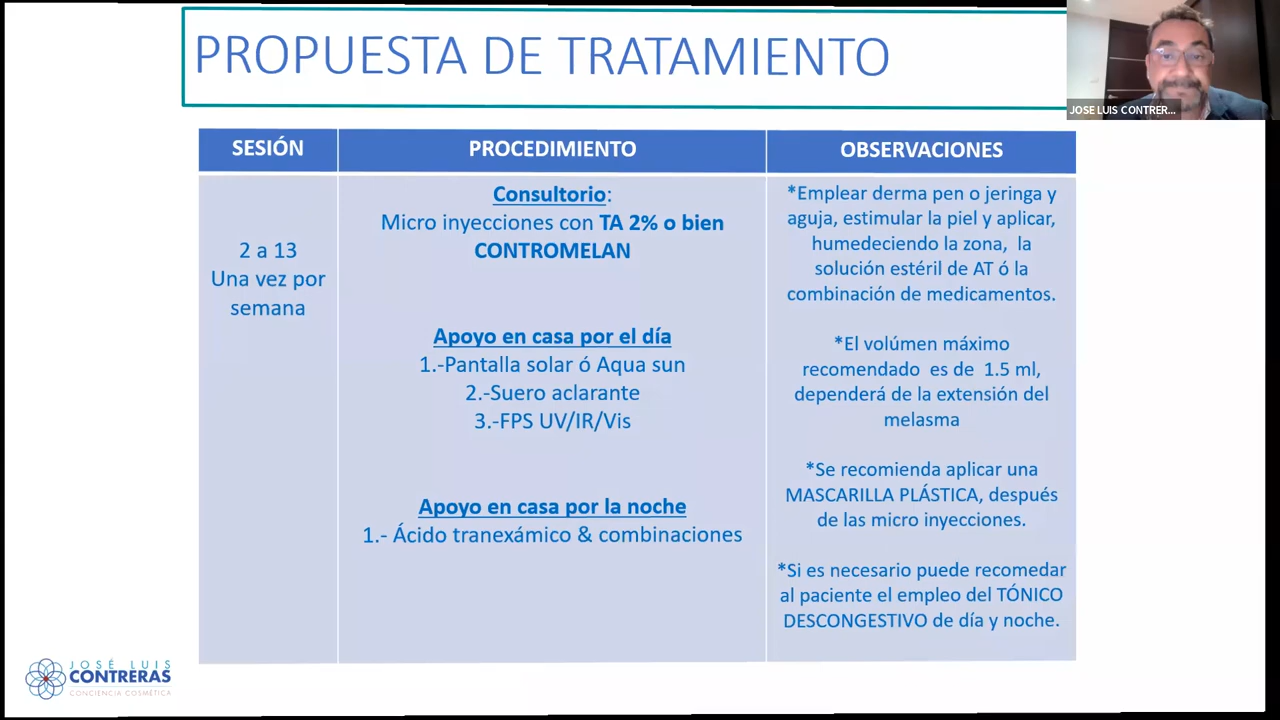 PROPUESTA DE TRATAMIENTO
JOSE LUIS CONTRER...
SESIÓN
PROCEDIMIENTO
OBSERVACIONES
2 a 13
Una vez por
semana
Consultorio:
Micro inyecciones con TA 2% o bien
CONTROMELAN
Apoyo en casa por el día
1.-Pantalla solar ó Aqua sun
2.-Suero aclarante
3.-FPS UV/IR/Vis
Apoyo en casa por la noche
1.- Ácido tranexámico & combinaciones
*Emplear derma pen o jeringa y
aguja, estimular la piel y aplicar,
humedeciendo la zona, la
solución estéril de AT ó la
combinación de medicamentos.
*El volúmen máximo
recomendado es de 1.5 ml,
dependerá de la extensión del
melasma
*Se recomienda aplicar una
MASCARILLA PLÁSTICA, después
de las micro inyecciones.
*Si es necesario puede recomedar
al paciente el empleo del TÓNICO
DESCONGESTIVO de día y noche.
JOSÉ LUIS
CONTRERAS
CONCIENCIA COSMÉTICA